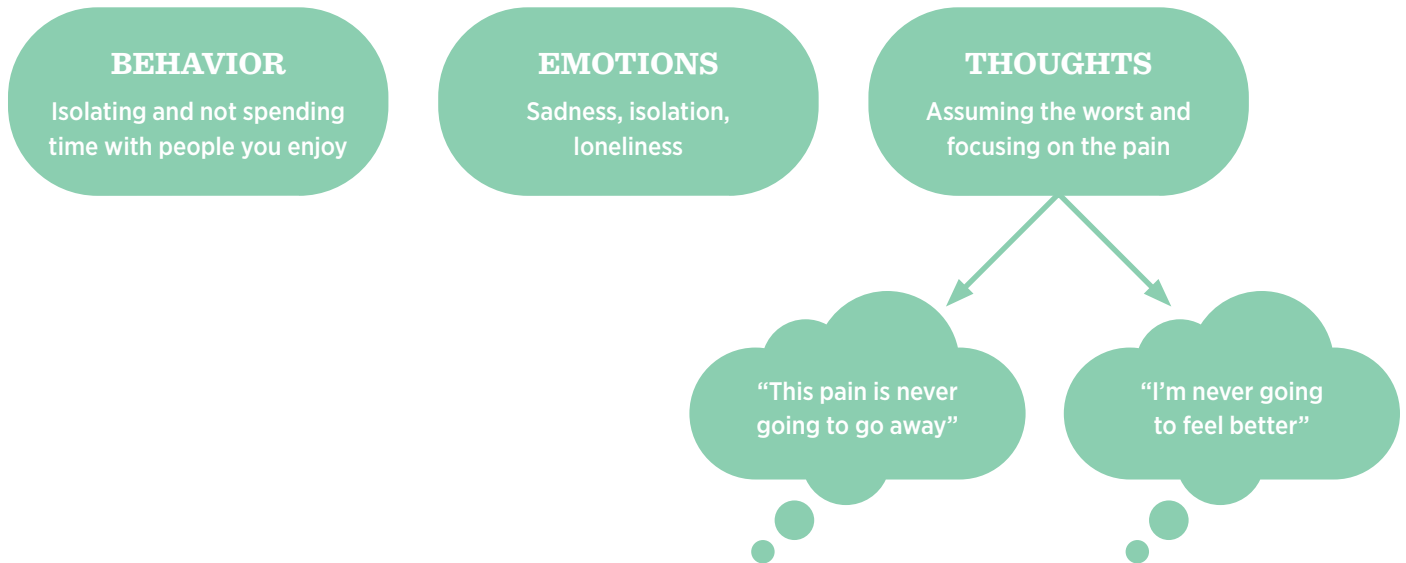 BEHAVIOR
Isolating and not spending
time with people you enjoy
EMOTIONS
Sadness, isolation,
loneliness
THOUGHTS
Assuming the worst and
focusing on the pain
“This pain is never
going to go away”
“I’m never going
to feel better”